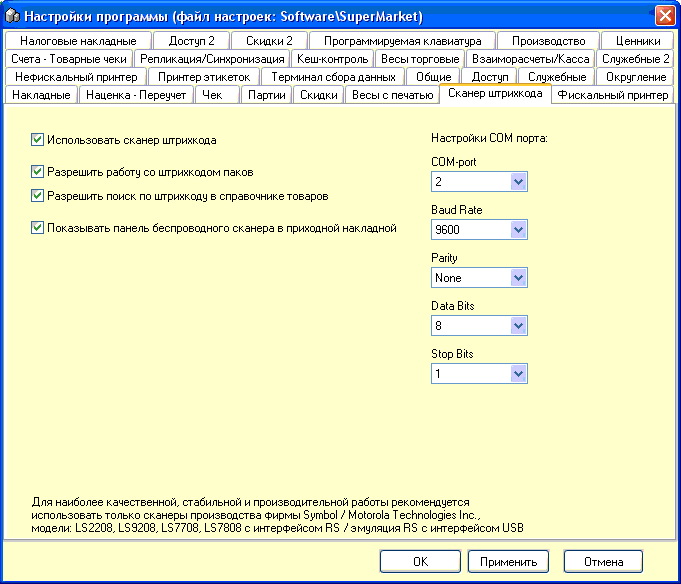 Настройки программы (файл настроек: Software\SuperMarket)
Налоговые накладные Доступ 2 Скидки 2 Программируемая клавиатура Производство Ценники
Счета - Товарные чеки Репликация/Синхронизация Кеш-контроль Весы торговые Взаиморасчеты/Касса Служебные 2
Нефискальный принтер Принтер этикеток Терминал сбора данных Общие Доступ Служебные Округление
Накладные Наценка - Переучет Чек Партии Скидки Весы с печатью Сканер штрихкода Фискальный принтер
Использовать сканер штрихкода
Разрешить работу со штрихкодом паков
Разрешить поиск по штрихкоду в справочнике товаров
Показывать панель беспроводного сканера в приходной накладной
Настройки COM порта:
COM-port
2
Baud Rate
9600
Parity
None
Data Bits
8
Stop Bits
1
Для наиболее качественной, стабильной и производительной работы рекомендуется
использовать только сканеры производства фирмы Symbol / Motorola Technologies Inc.,
модели: LS2208, LS9208, LS7708, LS7808 с интерфейсом RS / эмуляция RS с интерфейсом USB
OK Применить Отмена